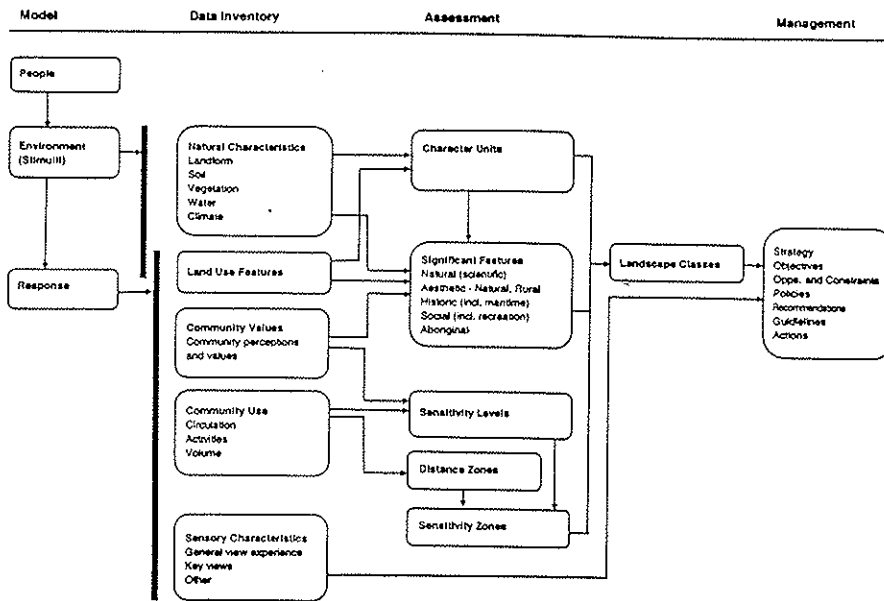 Model
Data Inventory
Assessment
Management
People
Environment
(Stimuli)
Response
Natural Characteristics
Landform
Soil
Vegetation
Water
Climate
Land Use Features
Community Values
Community perceptions
and values
Community Use
Circulation
Activities
Volume
Sensory Characteristics
General view experience
Key views
Other
Character Units
Significant Features
Natural (scientific)
Aesthetic - Natural, Rural
Historic (incl. maritime)
Social (incl. recreation)
Aboriginal
Sensitivity Levels
Distance Zones
Sensitivity Zones
Landscape Classes
Strategy
Objectives
Opps. and Constraints
Policies
Recommendations
Guidelines
Actions